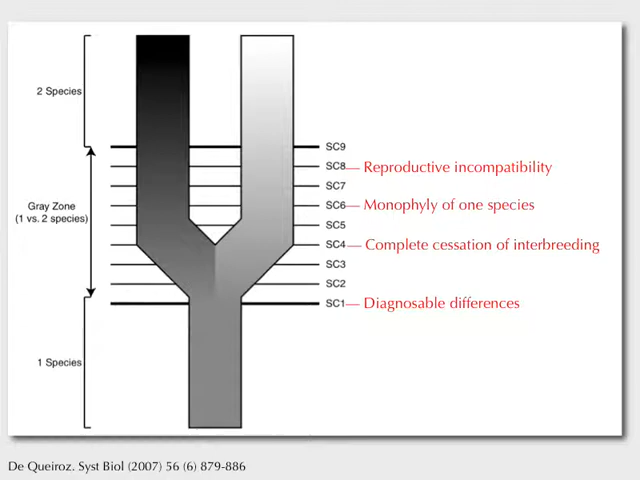 2 Species
SC9
SC8— Reproductive incompatibility
SC7
Gray Zone
(1 vs. 2 species)
SC6— Monophyly of one species
SC5
SC4— Complete cessation of interbreeding
SC3
SC2
SC1— Diagnosable differences
1 Species
De Queiroz. Syst Biol (2007) 56 (6) 879-886